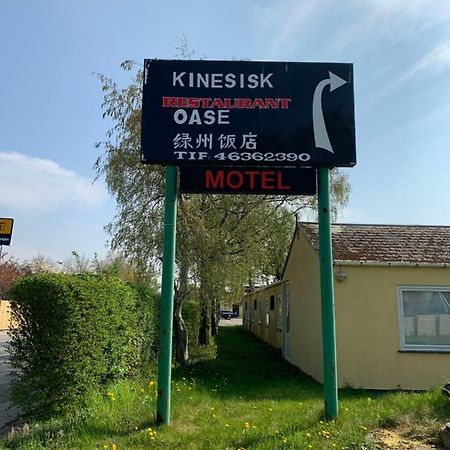 KINESISK
RESTAURANT
OASE
绿州饭店
Tlf 46362390
MOTEL